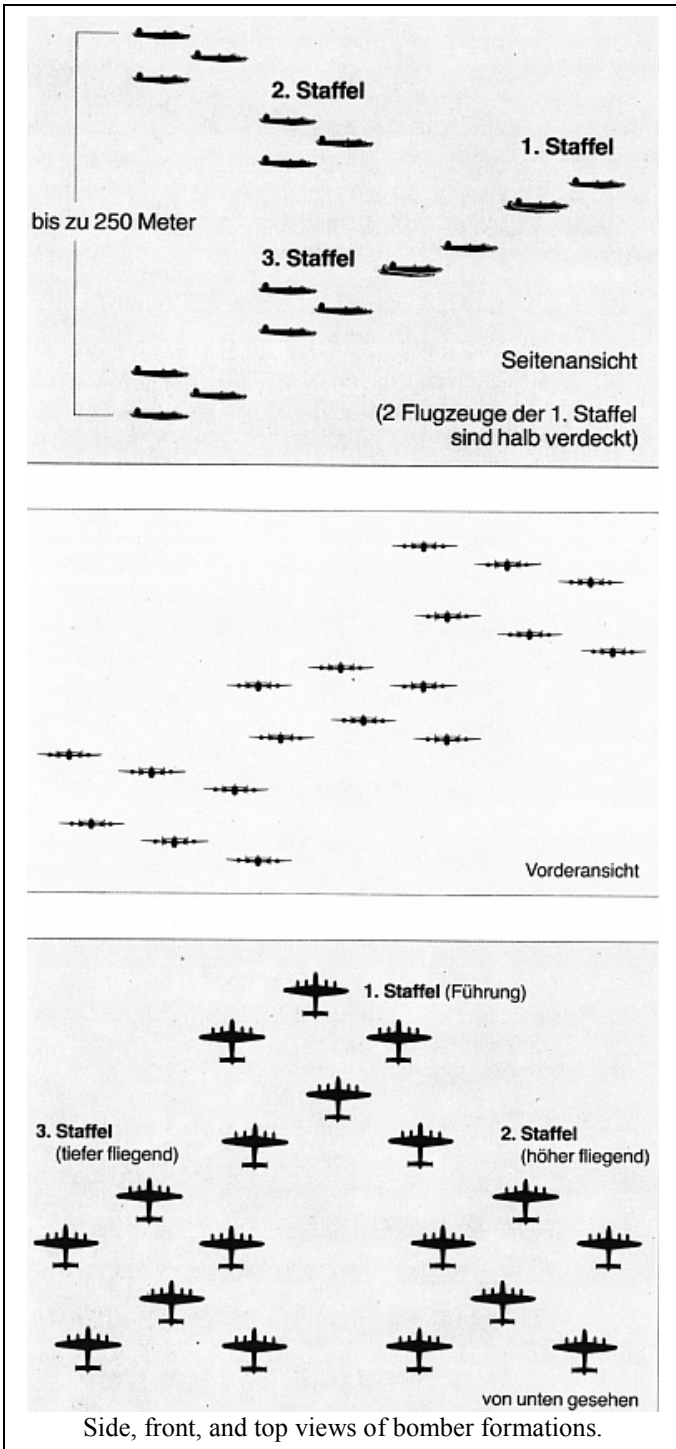 2. Staffel
1. Staffel
bis zu 250 Meter
3. Staffel
Seitenansicht
(2 Flugzeuge der 1. Staffel
sind halb verdeckt)
Vorderansicht
1. Staffel (Führung)
3. Staffel
(tiefer fliegend)
2. Staffel
(höher fliegend)
von unten gesehen
Side, front, and top views of bomber formations.